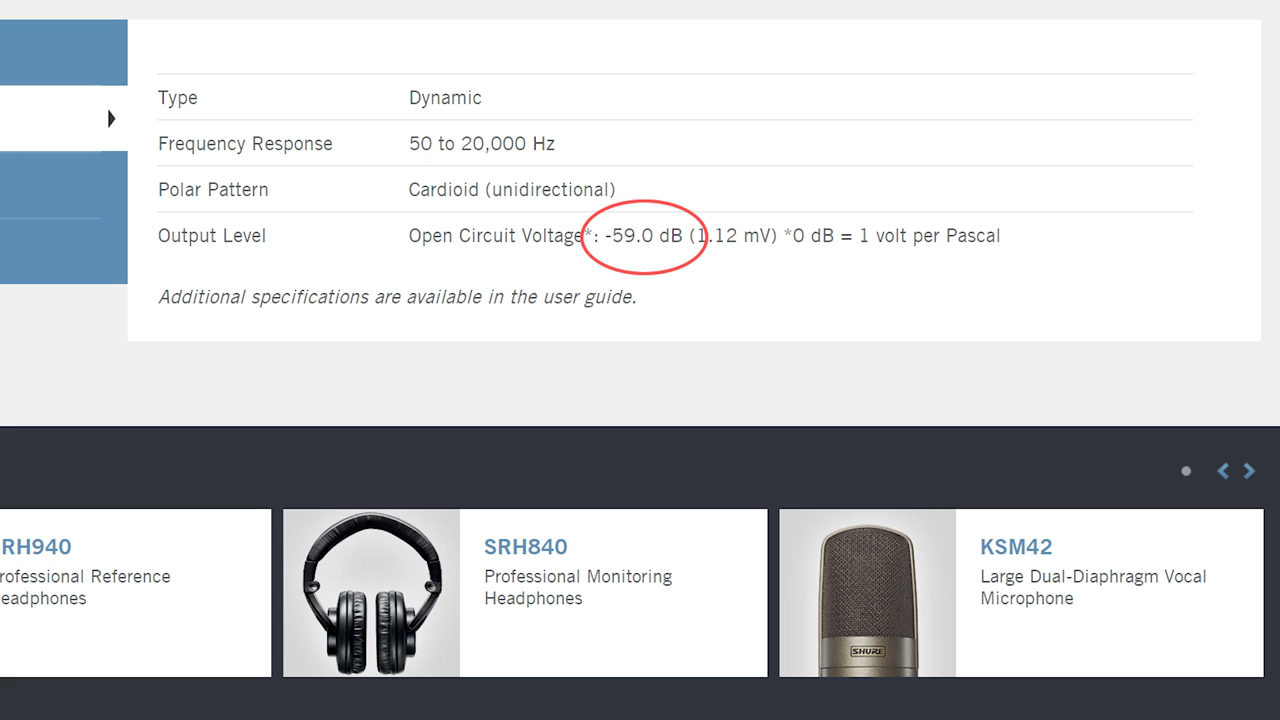 Type Dynamic
Frequency Response 50 to 20,000 Hz
Polar Pattern Cardioid (unidirectional)
Output Level Open Circuit Voltage*: -59.0 dB (1.12 mV) *0 dB = 1 volt per Pascal
Additional specifications are available in the user guide.
RH940
rofessional Reference
eadphones
SRH840
Professional Monitoring
Headphones
SHURE
KSM42
Large Dual-Diaphragm Vocal
Microphone